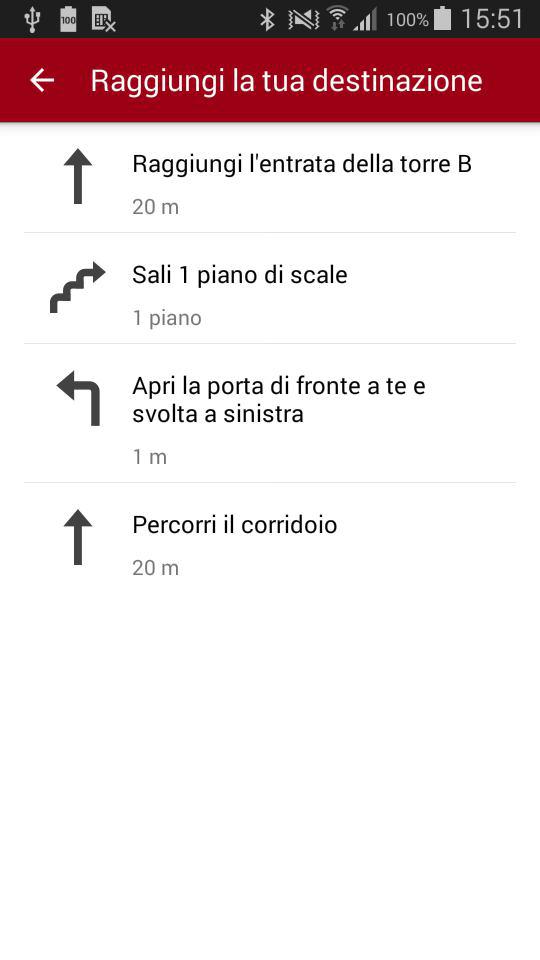 100
100%
15:51
Raggiungi la tua destinazione
Raggiungi l'entrata della torre B
20 m
Sali 1 piano di scale
1 piano
Apri la porta di fronte a te e
svolta a sinistra
1 m
Percorri il corridoio
20 m